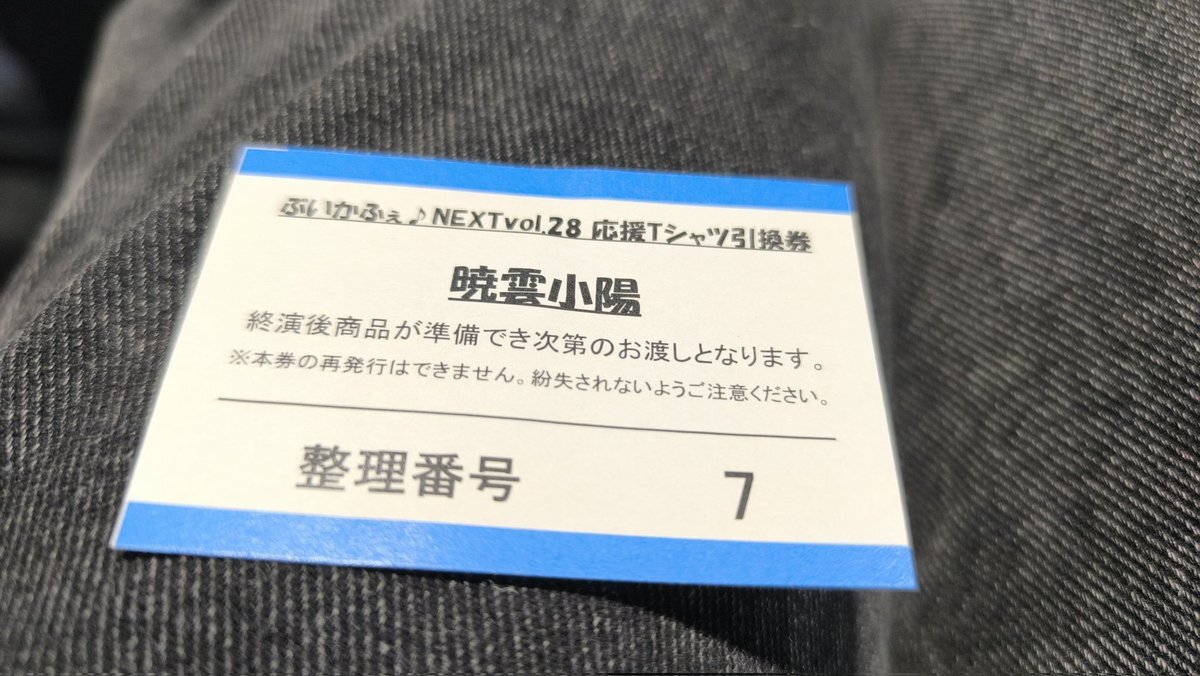 ぶいかふぇ♪NEXTvol.28 応援Tシャツ引換券
暁雲小陽
終演後商品が準備でき次第のお渡しとなります。
※本券の再発行はできません。紛失されないようご注意ください。
整理番号 7